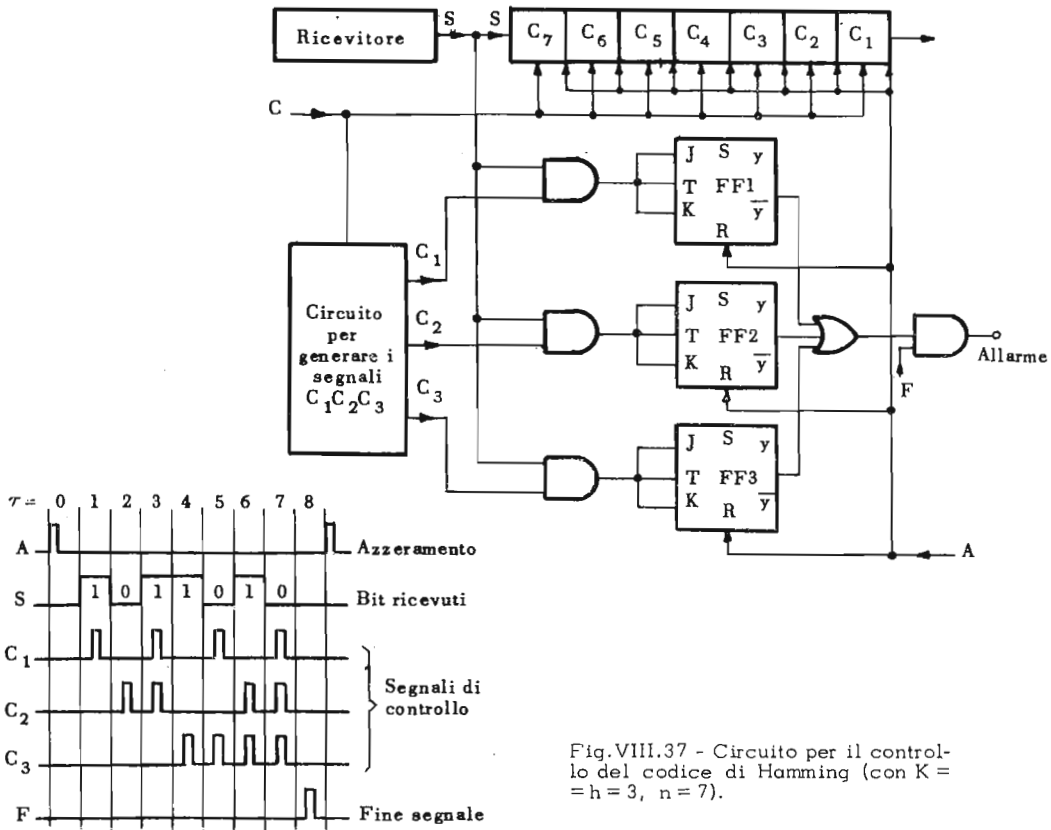 Ricevitore
S
S
C7 C6 C5 C4 C3 C2 C1
C
J S y
T FF1 y̅
K
R
Circuito
per
generare i
segnali
C1C2C3
C1
C2
C3
J S y
T FF2 y̅
K
R
Allarme
F
J S y
T FF3 y̅
K
R
A
τ= 0 1 2 3 4 5 6 7 8
A Azzeramento
S 1 0 1 1 0 1 0 Bit ricevuti
C1
C2
C3
Segnali di
controllo
F Fine segnale
Fig.VIII.37 - Circuito per il control-
lo del codice di Hamming (con K =
= h = 3, n = 7).